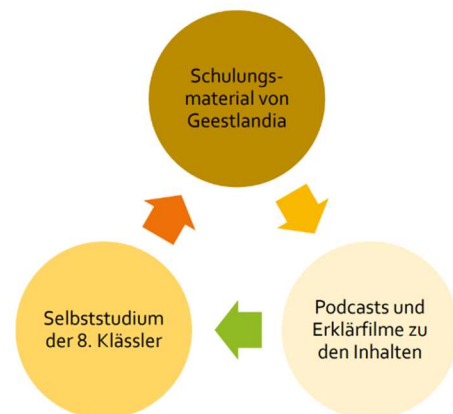 Schulungs-
material von
Geestlandia
Podcasts und
Erklärfilme zu
den Inhalten
Selbststudium
der 8. Klässler